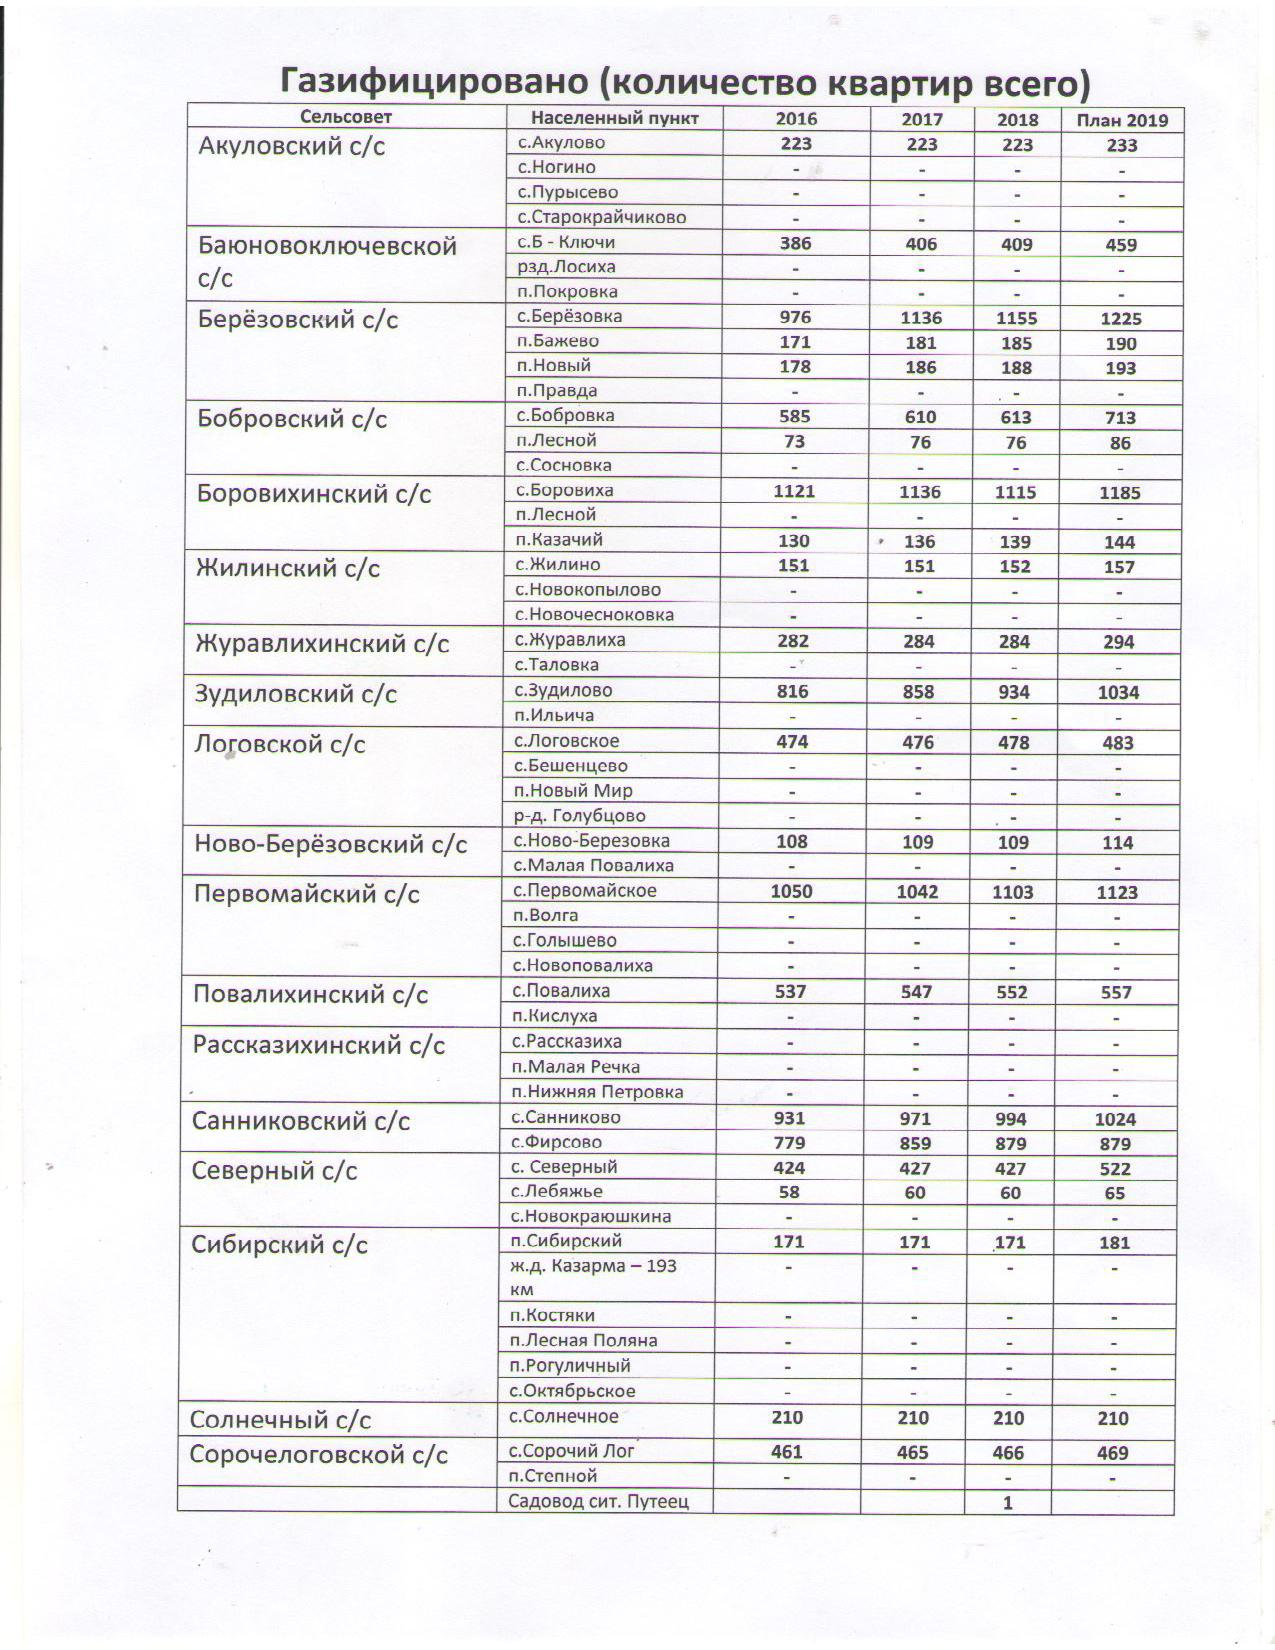 Газифицировано (количество квартир всего)
Сельсовет Населенный пункт 2016 2017 2018 План 2019
Акуловский с/с с.Акулово 223 223 223 233
с.Ногино - - - -
с.Пурысево - - - -
с.Старокрайчиково - - - -
Баюновоключевской с.Б - Ключи 386 406 409 459
с/с рзд.Лосиха - - - -
п.Покровка - - - -
Берёзовский с/с с.Берёзовка 976 1136 1155 1225
п.Бажево 171 181 185 190
п.Новый 178 186 188 193
п.Правда - - - -
Бобровский с/с с.Бобровка 585 610 613 713
п.Лесной 73 76 76 86
с.Сосновка - - - -
Боровихинский с/с с.Боровиха 1121 1136 1115 1185
п.Лесной - - - -
п.Казачий 130 136 139 144
Жилинский с/с с.Жилино 151 151 152 157
с.Новокопылово - - - -
с.Новочесноковка - - - -
Журавлихинский с/с с.Журавлиха 282 284 284 294
с.Таловка - - - -
Зудиловский с/с с.Зудилово 816 858 934 1034
п.Ильича - - - -
Логовской с/с с.Логовское 474 476 478 483
с.Бешенцево - - - -
п.Новый Мир - - - -
р-д. Голубцово - - - -
Ново-Берёзовский с/с с.Ново-Березовка 108 109 109 114
с.Малая Повалиха - - - -
Первомайский с/с с.Первомайское 1050 1042 1103 1123
п.Волга - - - -
с.Голышево - - - -
с.Новоповалиха - - - -
Повалихинский с/с с.Повалиха 537 547 552 557
п.Кислуха - - - -
Рассказихинский с/с с.Рассказиха - - - -
п.Малая Речка - - - -
п.Нижняя Петровка - - - -
Санниковский с/с с.Санниково 931 971 994 1024
с.Фирсово 779 859 879 879
Северный с/с с. Северный 424 427 427 522
с.Лебяжье 58 60 60 65
с.Новокраюшкина - - - -
Сибирский с/с п.Сибирский 171 171 171 181
ж.д. Казарма – 193 - - - -
км
п.Костяки - - - -
п.Лесная Поляна - - - -
п.Рогуличный - - - -
с.Октябрьское - - - -
Солнечный с/с с.Солнечное 210 210 210 210
Сорочелоговской с/с с.Сорочий Лог 461 465 466 469
п.Степной - - - -
Садовод сит. Путеец 1